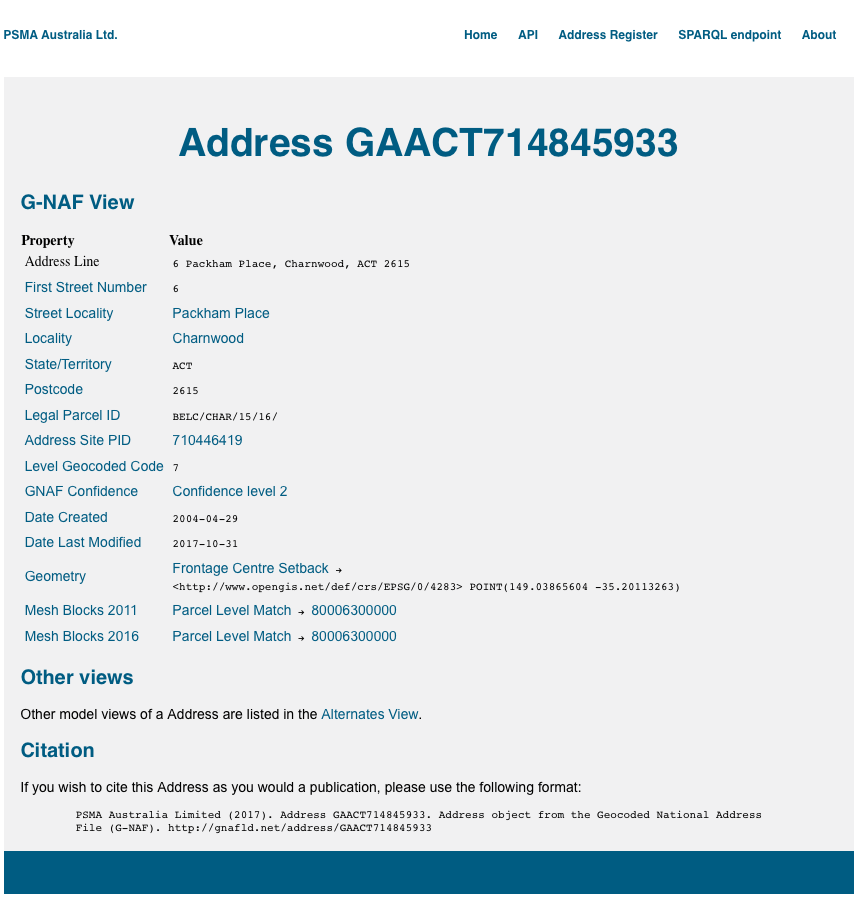 PSMA Australia Ltd. Home API Address Register SPARQL endpoint About
Address GAACT714845933
G-NAF View
Property Value
Address Line 6 Packham Place, Charnwood, ACT 2615
First Street Number 6
Street Locality Packham Place
Locality Charnwood
State/Territory ACT
Postcode 2615
Legal Parcel ID BELC/CHAR/15/16/
Address Site PID 710446419
Level Geocoded Code 7
GNAF Confidence Confidence level 2
Date Created 2004-04-29
Date Last Modified 2017-10-31
Geometry Frontage Centre Setback →
<http://www.opengis.net/def/crs/EPSG/0/4283> POINT(149.03865604 -35.20113263)
Mesh Blocks 2011 Parcel Level Match → 80006300000
Mesh Blocks 2016 Parcel Level Match → 80006300000
Other views
Other model views of a Address are listed in the Alternates View.
Citation
If you wish to cite this Address as you would a publication, please use the following format:
PSMA Australia Limited (2017). Address GAACT714845933. Address object from the Geocoded National Address
File (G-NAF). http://gnafld.net/address/GAACT714845933